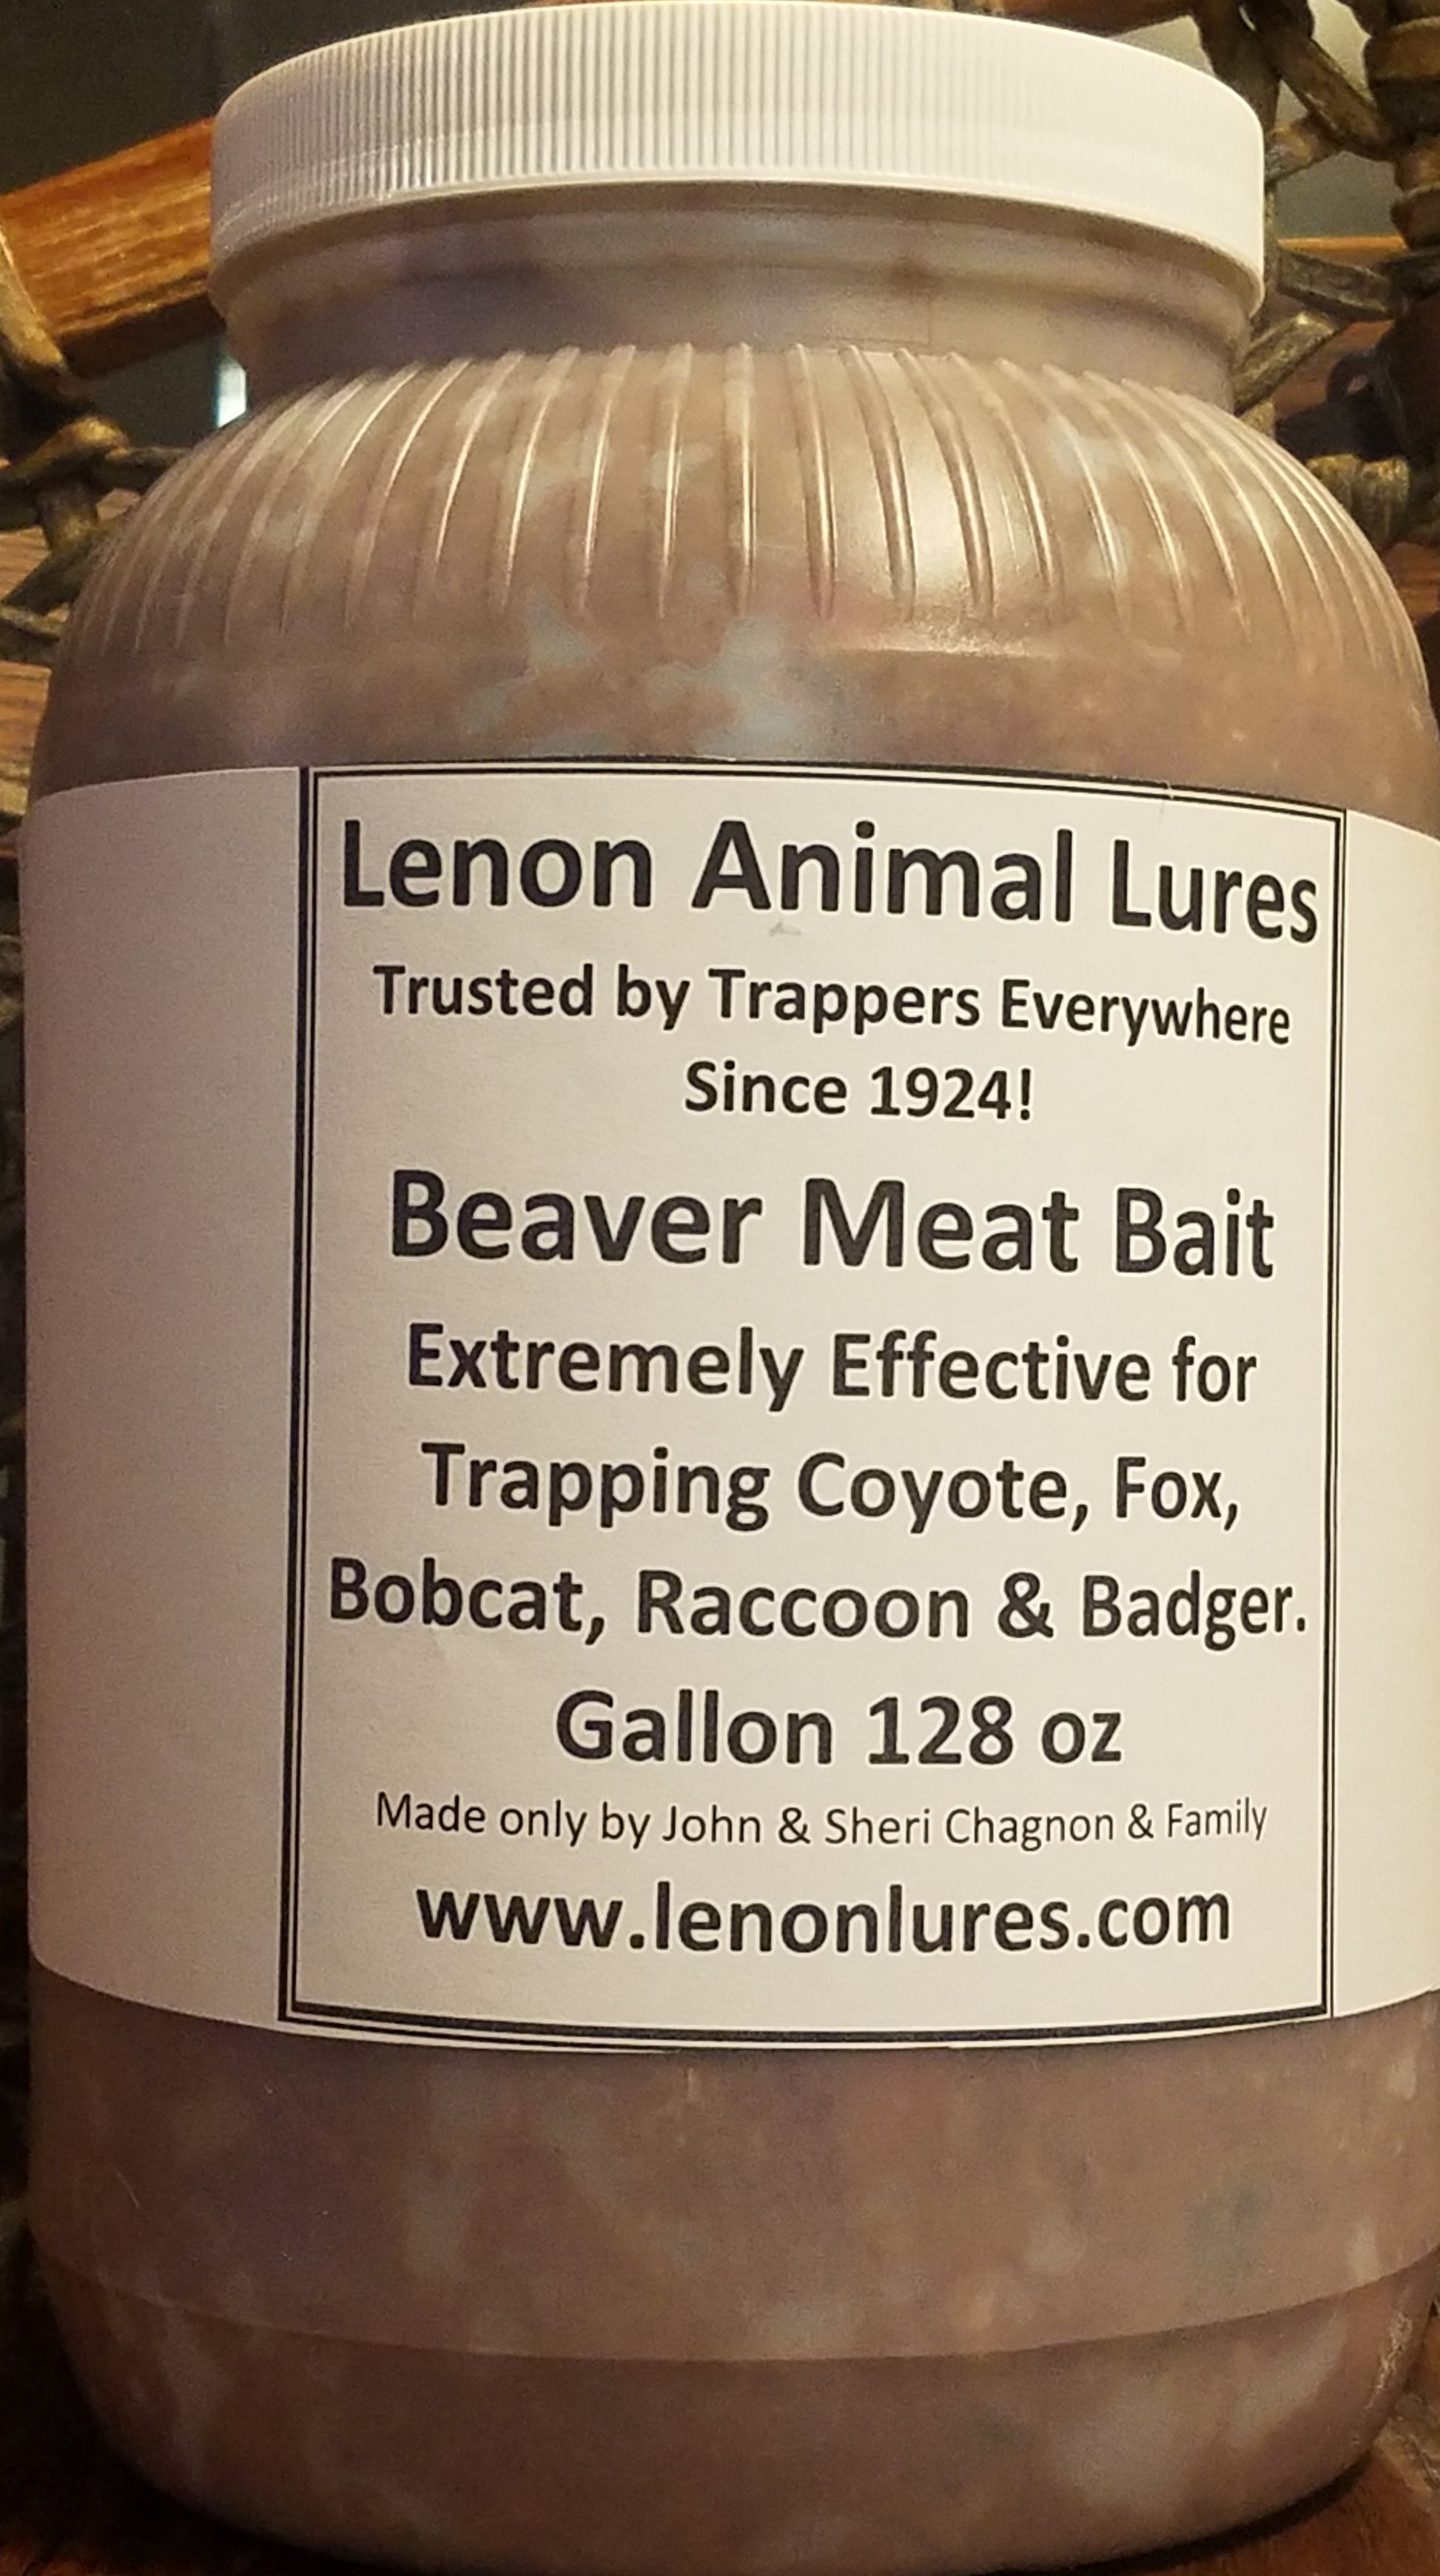 Lenon Animal Lures
Trusted by Trappers Everywhere
Since 1924!
Beaver Meat Bait
Extremely Effective for
Trapping Coyote, Fox,
Bobcat, Raccoon & Badger.
Gallon 128 oz
Made only by John & Sheri Chagnon & Family
www.lenonlures.com